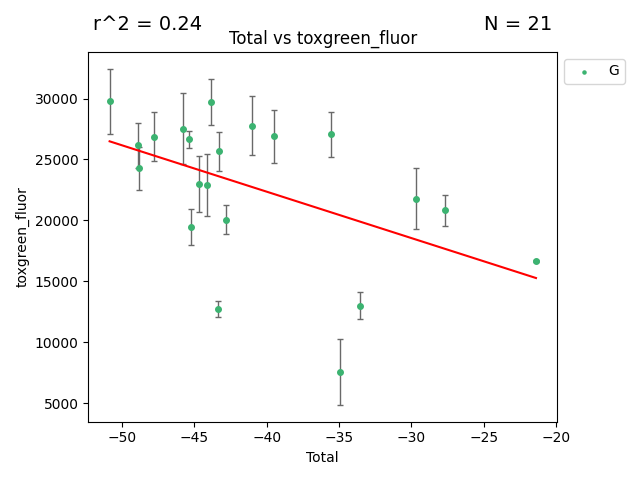 r^2 = 0.24
N = 21
Total vs toxgreen_fluor
G
30000
25000
20000
15000
10000
5000
toxgreen_fluor
−50
−45
−40
−35
−30
−25
−20
Total